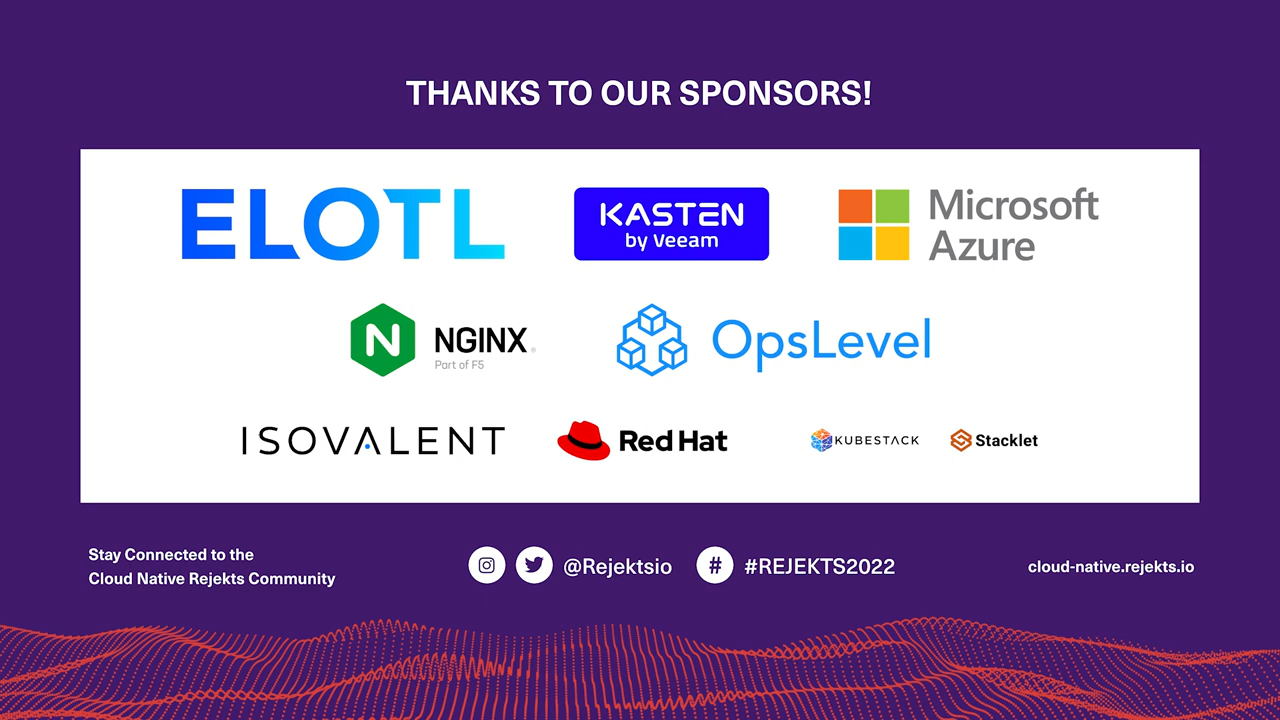 THANKS TO OUR SPONSORS!
ELOTL
KASTEN
by Veeam
Microsoft
Azure
N
NGINX
Part of F5
OpsLevel
ISOVALENT
Red Hat
KUBESTACK
Stacklet
Stay Connected to the
Cloud Native Rejekts Community
@Rejektsio
# #REJEKTS2022
cloud-native.rejekts.io